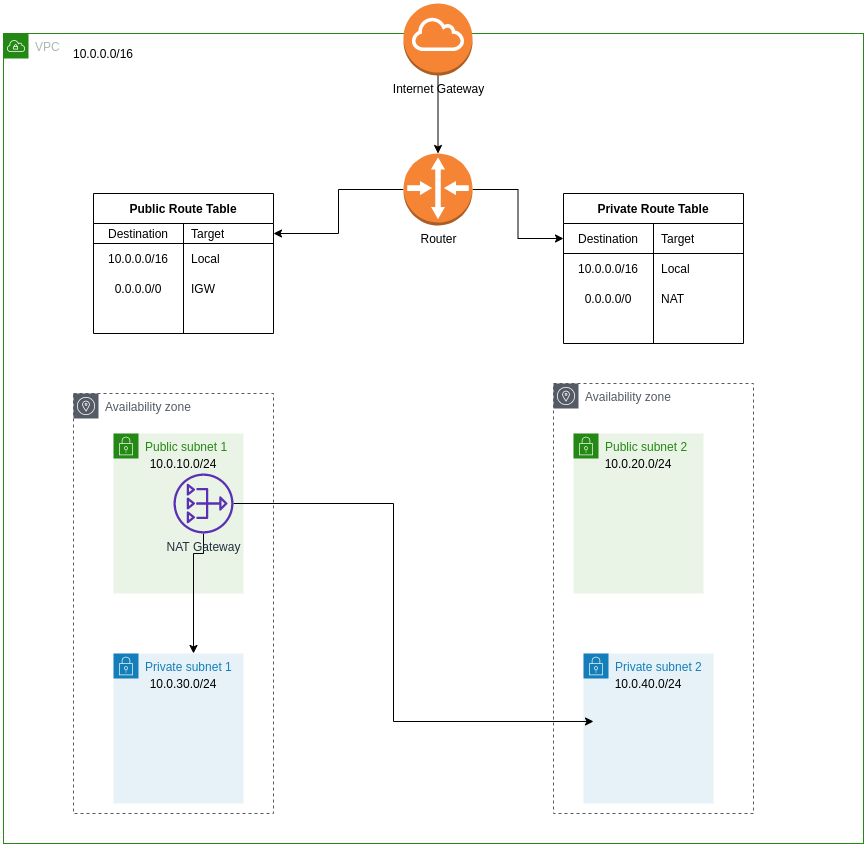 VPC
10.0.0.0/16
Internet Gateway
Router
Public Route Table
Destination Target
10.0.0.0/16 Local
0.0.0.0/0 IGW
Private Route Table
Destination Target
10.0.0.0/16 Local
0.0.0.0/0 NAT
Availability zone
Public subnet 1
10.0.10.0/24
NAT Gateway
Private subnet 1
10.0.30.0/24
Availability zone
Public subnet 2
10.0.20.0/24
Private subnet 2
10.0.40.0/24